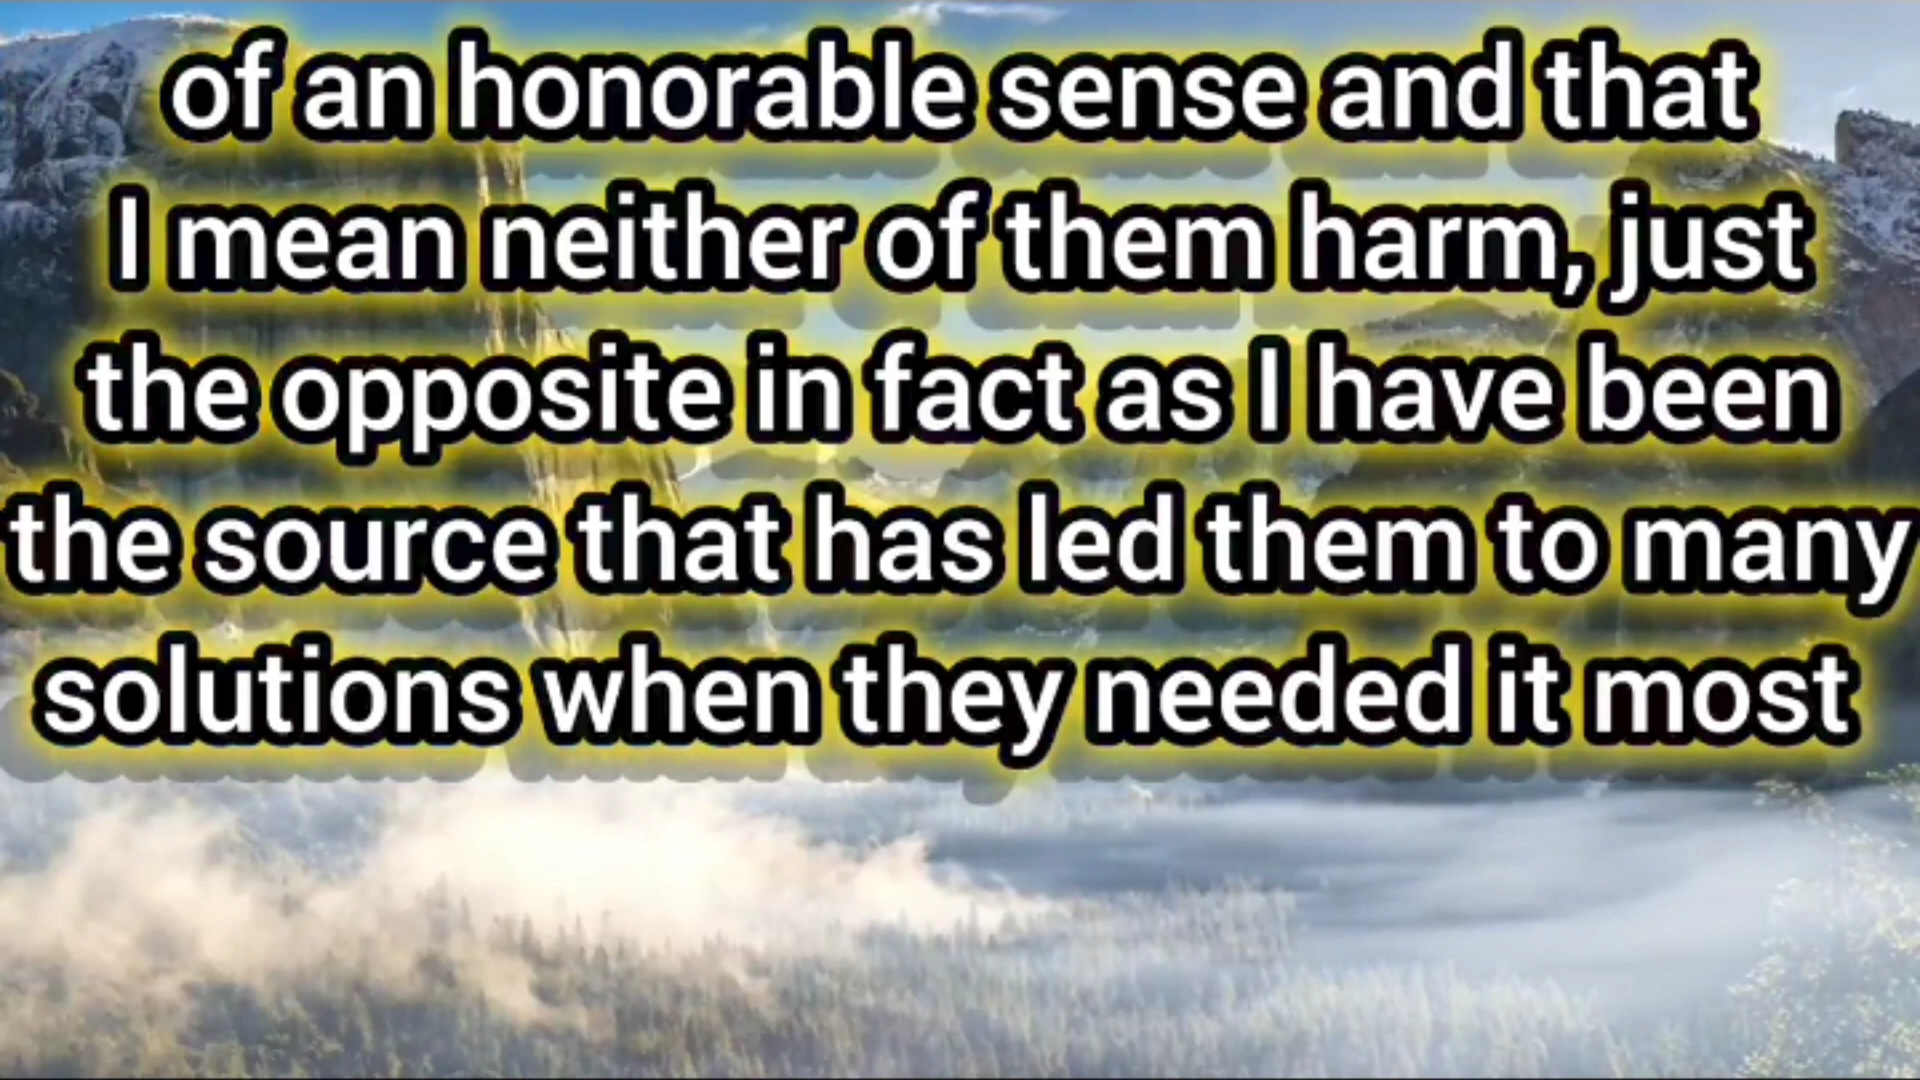 of an honorable sense and that
I mean neither of them harm, just
the opposite in fact as I have been
the source that has led them to many
solutions when they needed it most